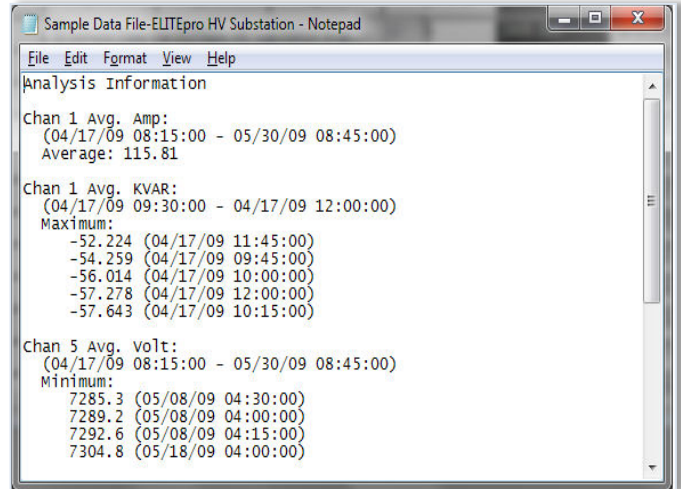 Sample Data File-ELITEpro HV Substation - Notepad
File Edit Format View Help
Analysis Information
Chan 1 Avg. Amp:
(04/17/09 08:15:00 - 05/30/09 08:45:00)
Average: 115.81
Chan 1 Avg. KVAR:
(04/17/09 09:30:00 - 04/17/09 12:00:00)
Maximum:
-52.224 (04/17/09 11:45:00)
-54.259 (04/17/09 09:45:00)
-56.014 (04/17/09 10:00:00)
-57.278 (04/17/09 12:00:00)
-57.643 (04/17/09 10:15:00)
Chan 5 Avg. Volt:
(04/17/09 08:15:00 - 05/30/09 08:45:00)
Minimum:
7285.3 (05/08/09 04:30:00)
7289.2 (05/08/09 04:00:00)
7292.6 (05/08/09 04:15:00)
7304.8 (05/18/09 04:00:00)